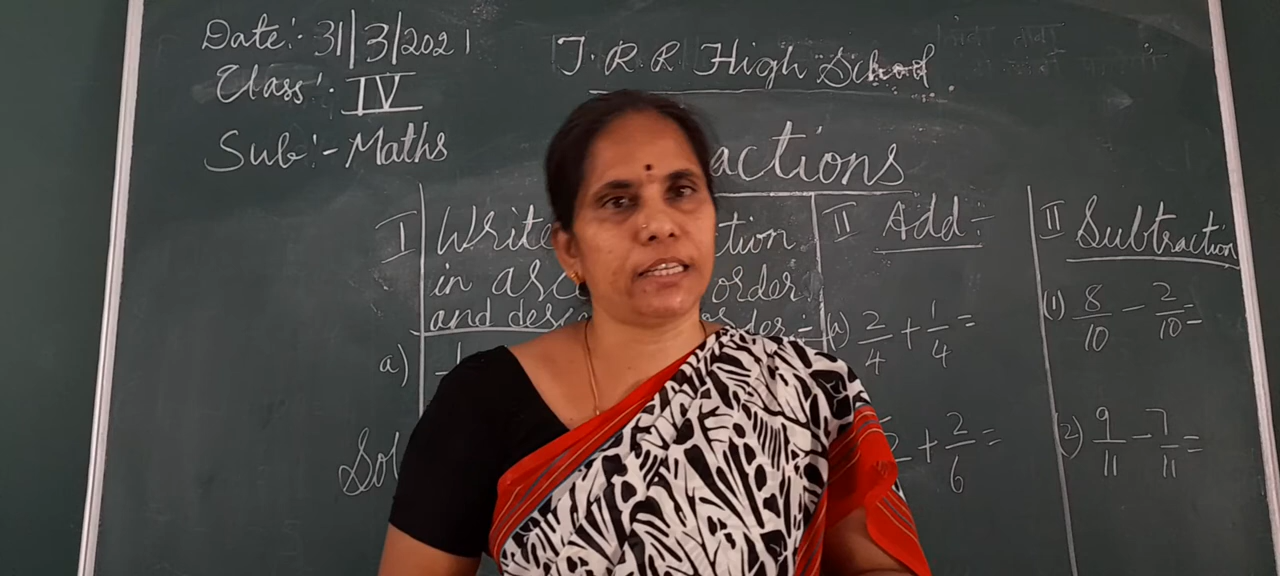 Date:- 31/3/2021
Class:- IV
Sub:- Maths
T.R.R. High School.
actions
I Write tion
in asc order
and des der:-
a)
Sol
II Add:-
a) 2/4 + 1/4 =
+ 2/6 =
II Subtraction
(1) 8/10 - 2/10 =
(2) 9/11 - 7/11 =